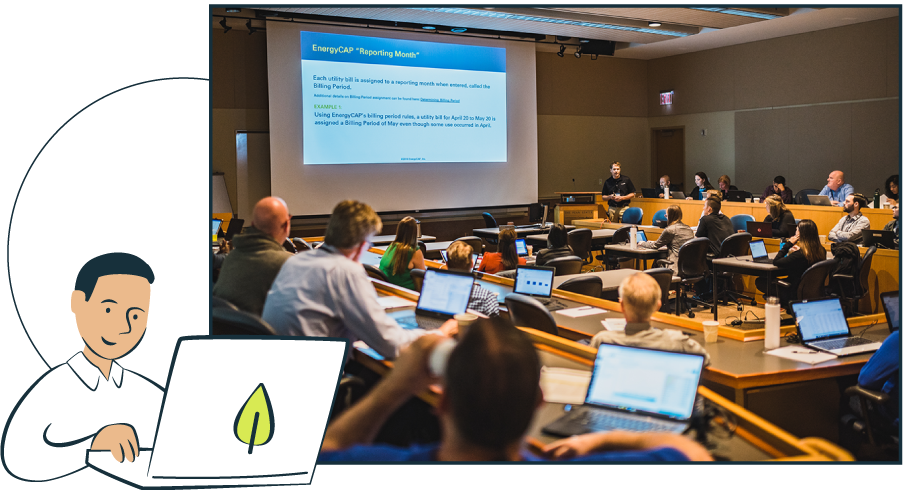 EnergyCAP "Reporting Month"
Each utility bill is assigned to a reporting month when entered, called the
Billing Period.
Additional details on Billing Period assignment can be found here: Determining Billing Period
EXAMPLE 1:
Using EnergyCAP's billing period rules, a utility bill for April 20 to May 20 is
assigned a Billing Period of May even though some use occurred in April.